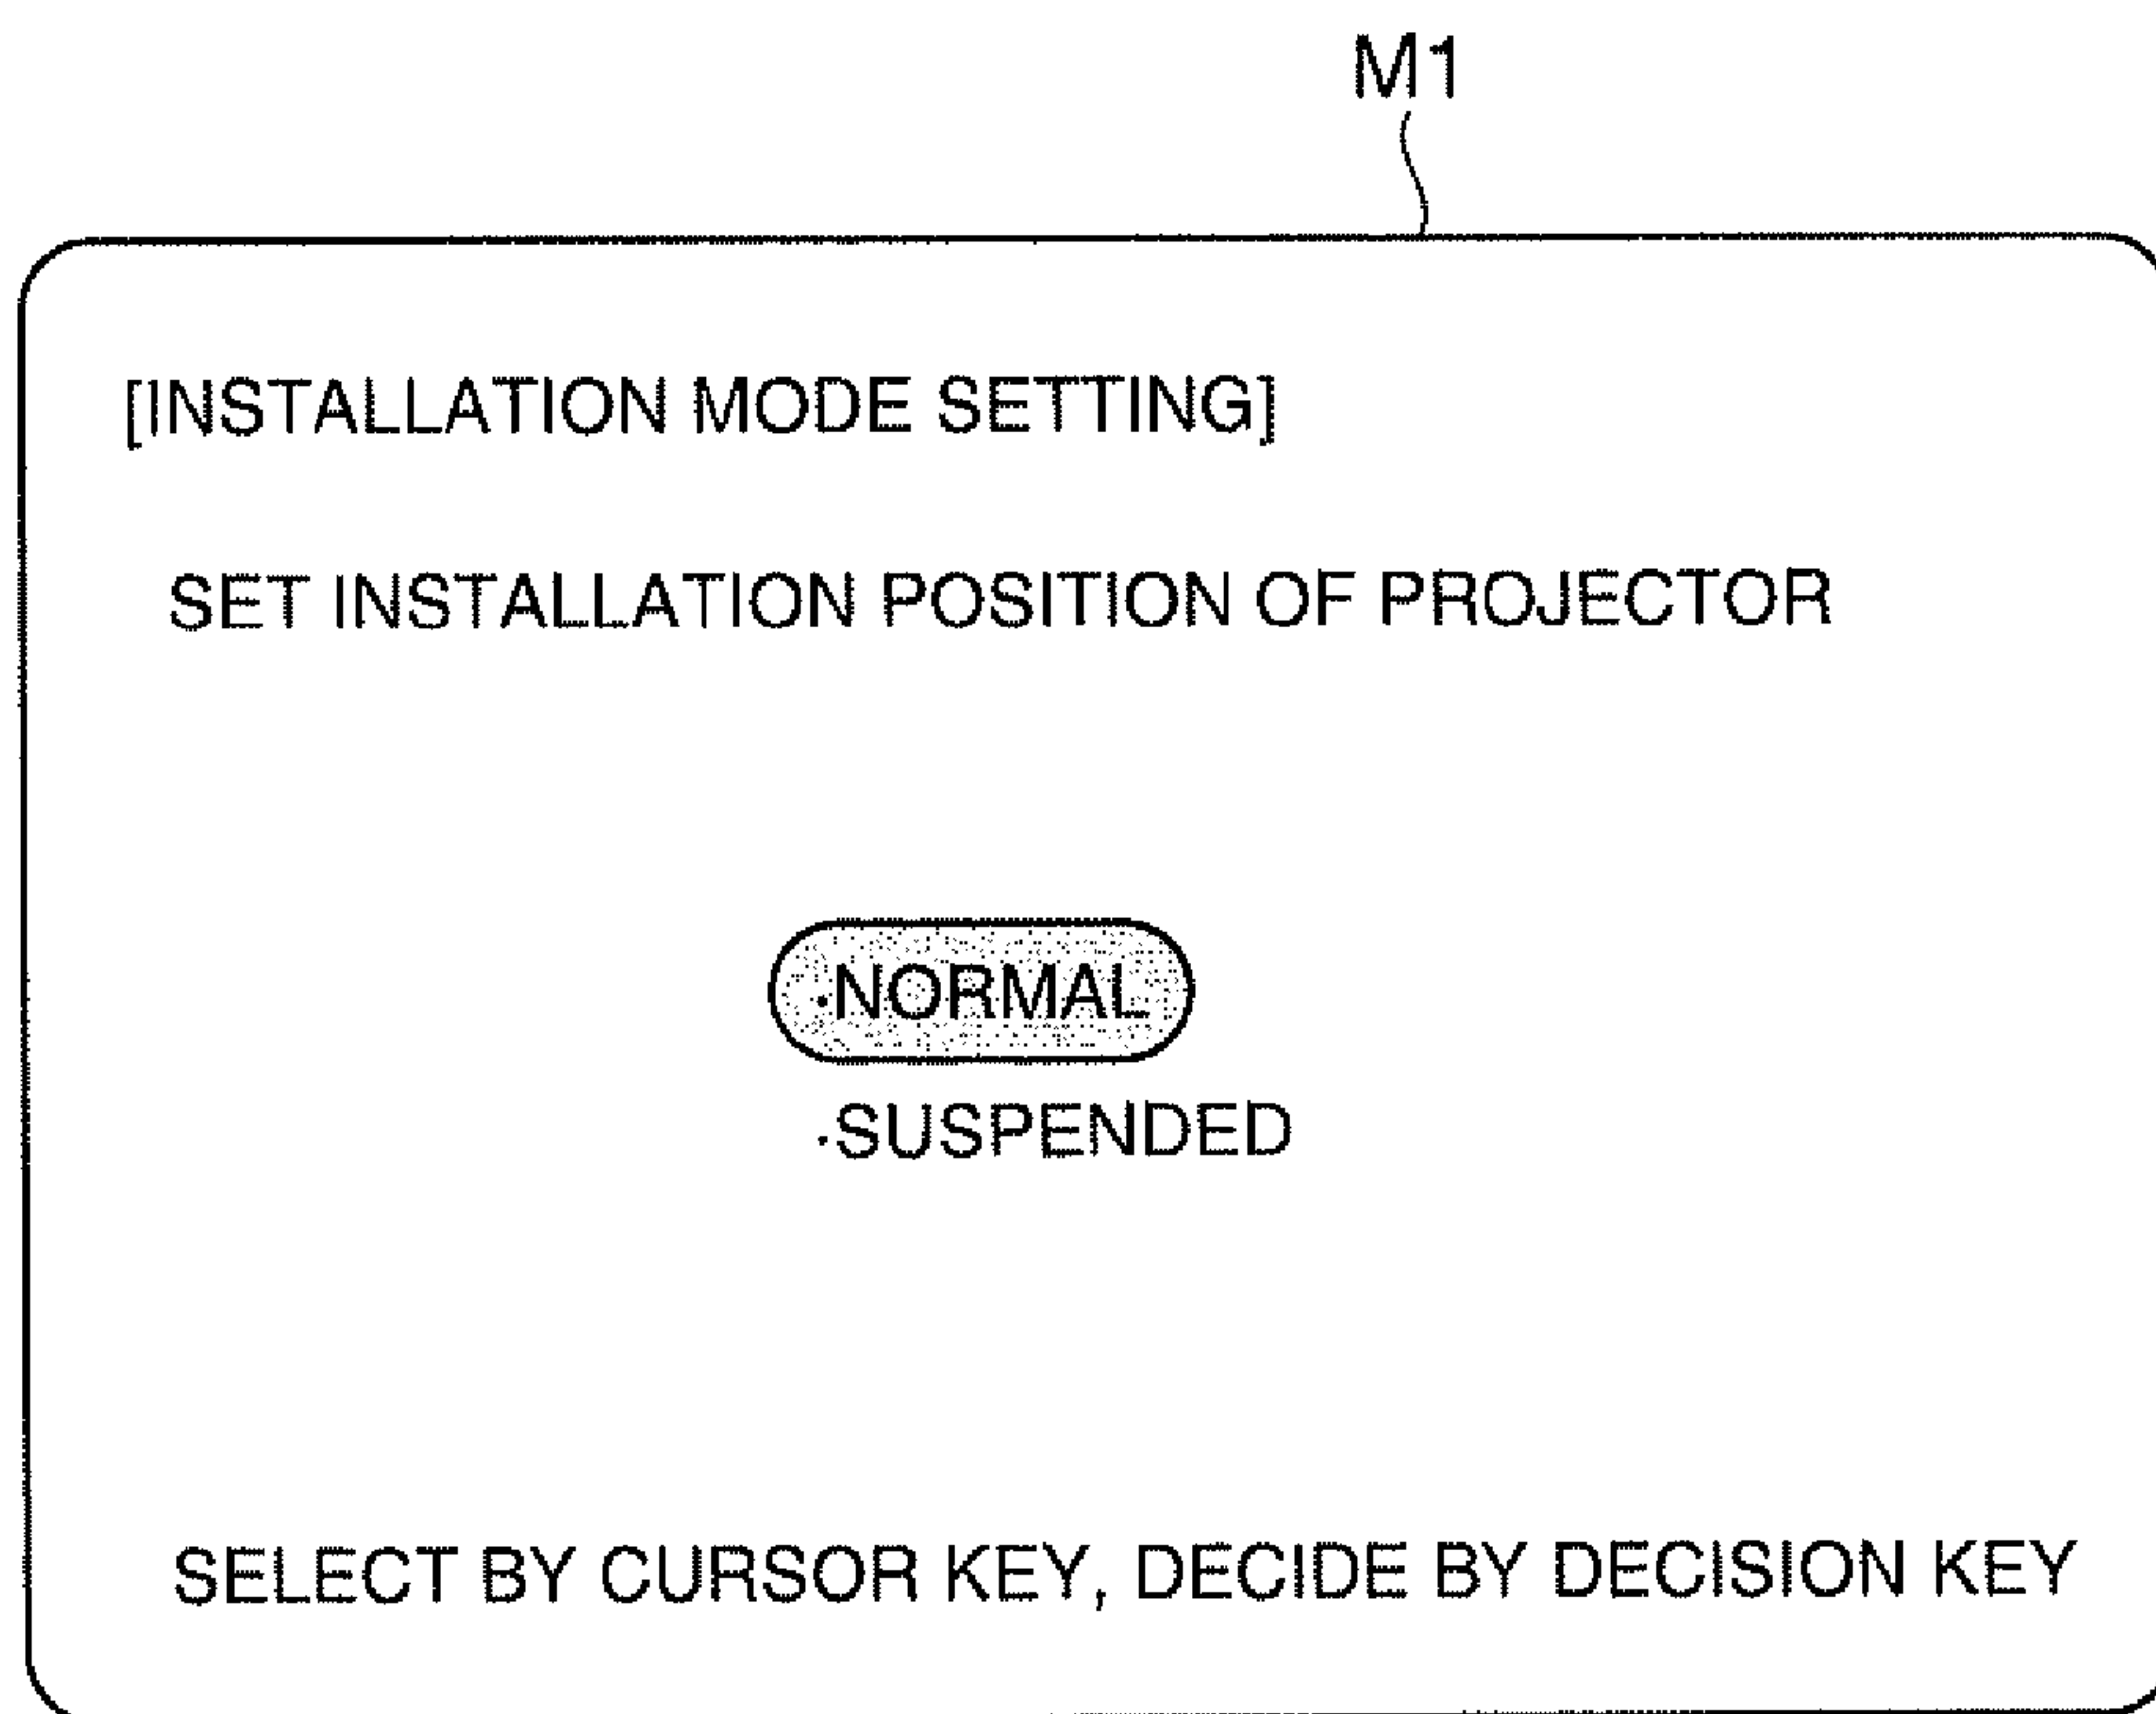 M1
[INSTALLATION MODE SETTING]
SET INSTALLATION POSITION OF PROJECTOR
·NORMAL
·SUSPENDED
SELECT BY CURSOR KEY, DECIDE BY DECISION KEY